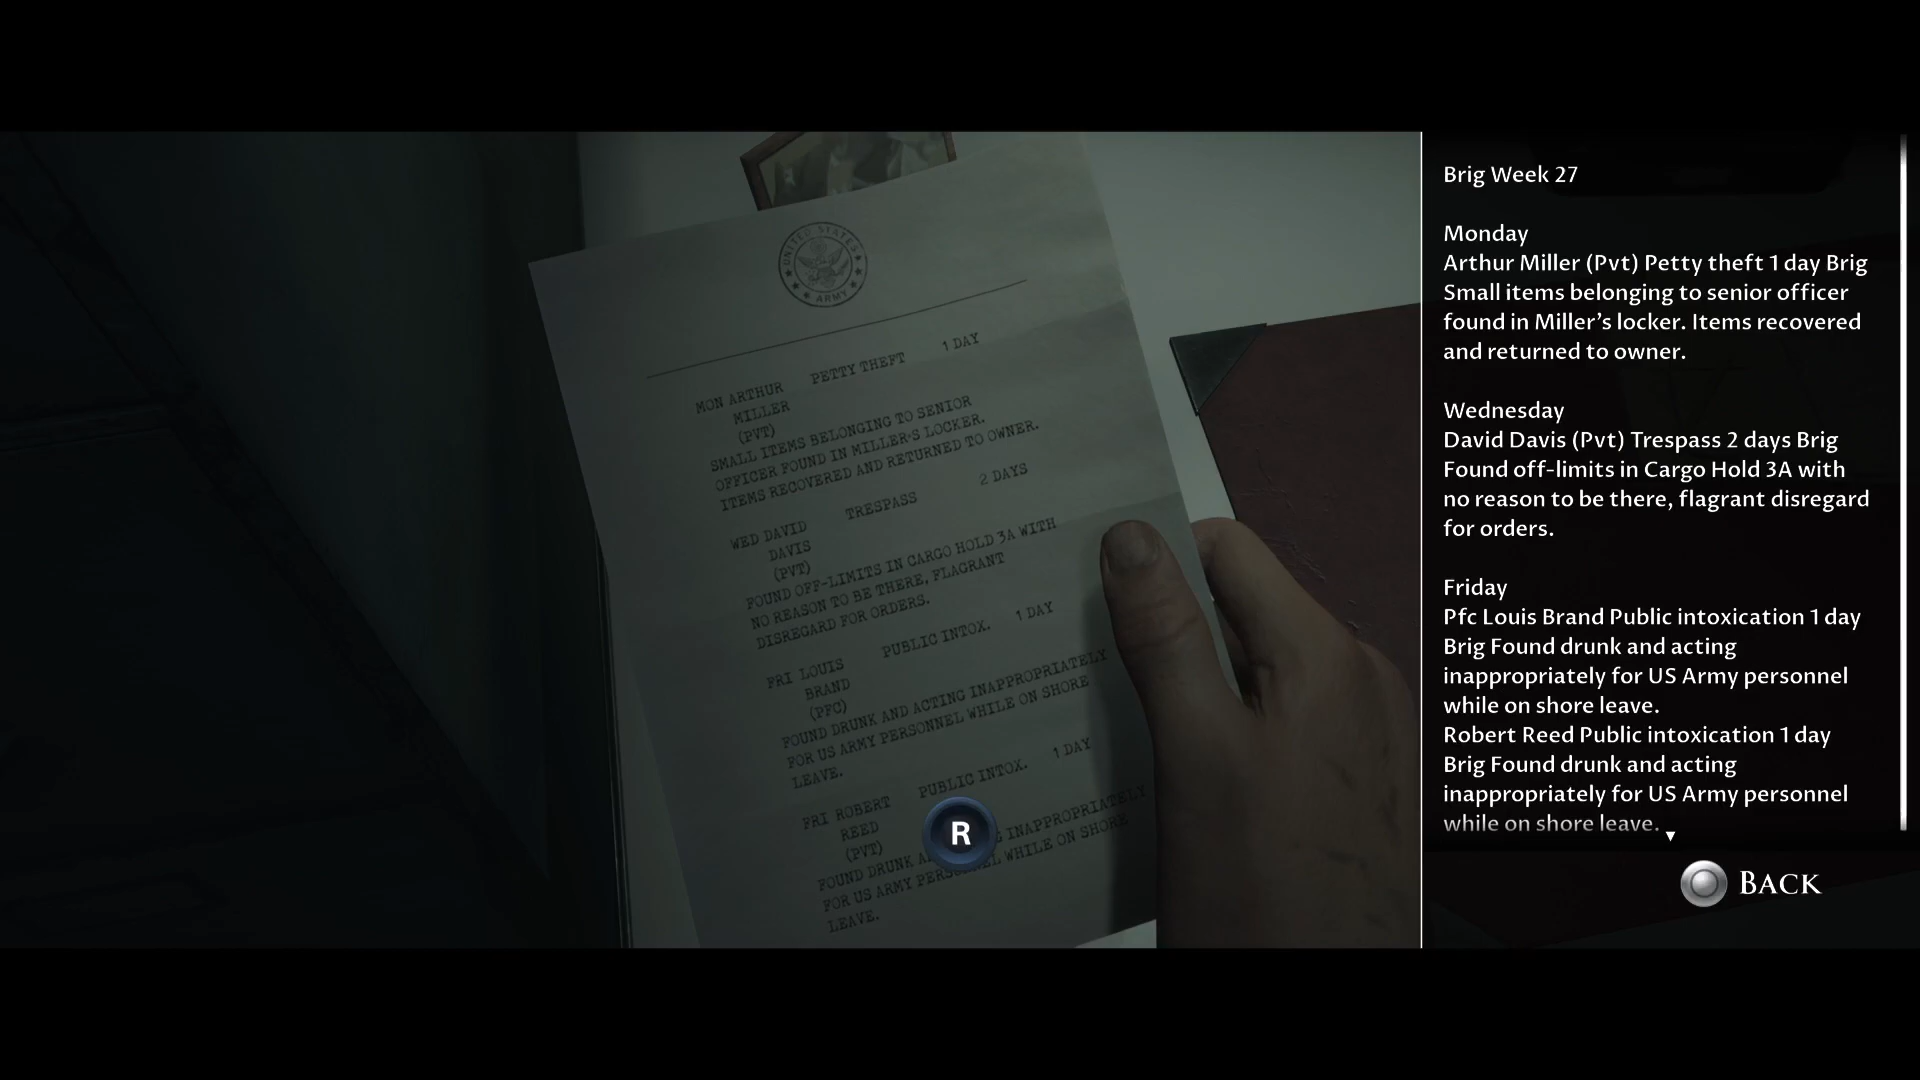 UNITED STATES
ARMY
MON ARTHUR PETTY THEFT 1 DAY
MILLER
(PVT)
SMALL ITEMS BELONGING TO SENIOR
OFFICER FOUND IN MILLER'S LOCKER.
ITEMS RECOVERED AND RETURNED TO OWNER.
WED DAVID TRESPASS 2 DAYS
DAVIS
(PVT)
FOUND OFF-LIMITS IN CARGO HOLD 3A WITH
NO REASON TO BE THERE, FLAGRANT
DISREGARD FOR ORDERS.
FRI LOUIS PUBLIC INTOX. 1 DAY
BRAND
(PFC)
FOUND DRUNK AND ACTING INAPPROPRIATELY
FOR US ARMY PERSONNEL WHILE ON SHORE
LEAVE.
FRI ROBERT PUBLIC INTOX. 1 DAY
REED
(PVT)
FOUND DRUNK INAPPROPRIATELY
FOR US ARMY PERSONNEL WHILE ON SHORE
LEAVE.
R
Brig Week 27
Monday
Arthur Miller (Pvt) Petty theft 1 day Brig
Small items belonging to senior officer
found in Miller’s locker. Items recovered
and returned to owner.
Wednesday
David Davis (Pvt) Trespass 2 days Brig
Found off-limits in Cargo Hold 3A with
no reason to be there, flagrant disregard
for orders.
Friday
Pfc Louis Brand Public intoxication 1 day
Brig Found drunk and acting
inappropriately for US Army personnel
while on shore leave.
Robert Reed Public intoxication 1 day
Brig Found drunk and acting
inappropriately for US Army personnel
while on shore leave.
BACK